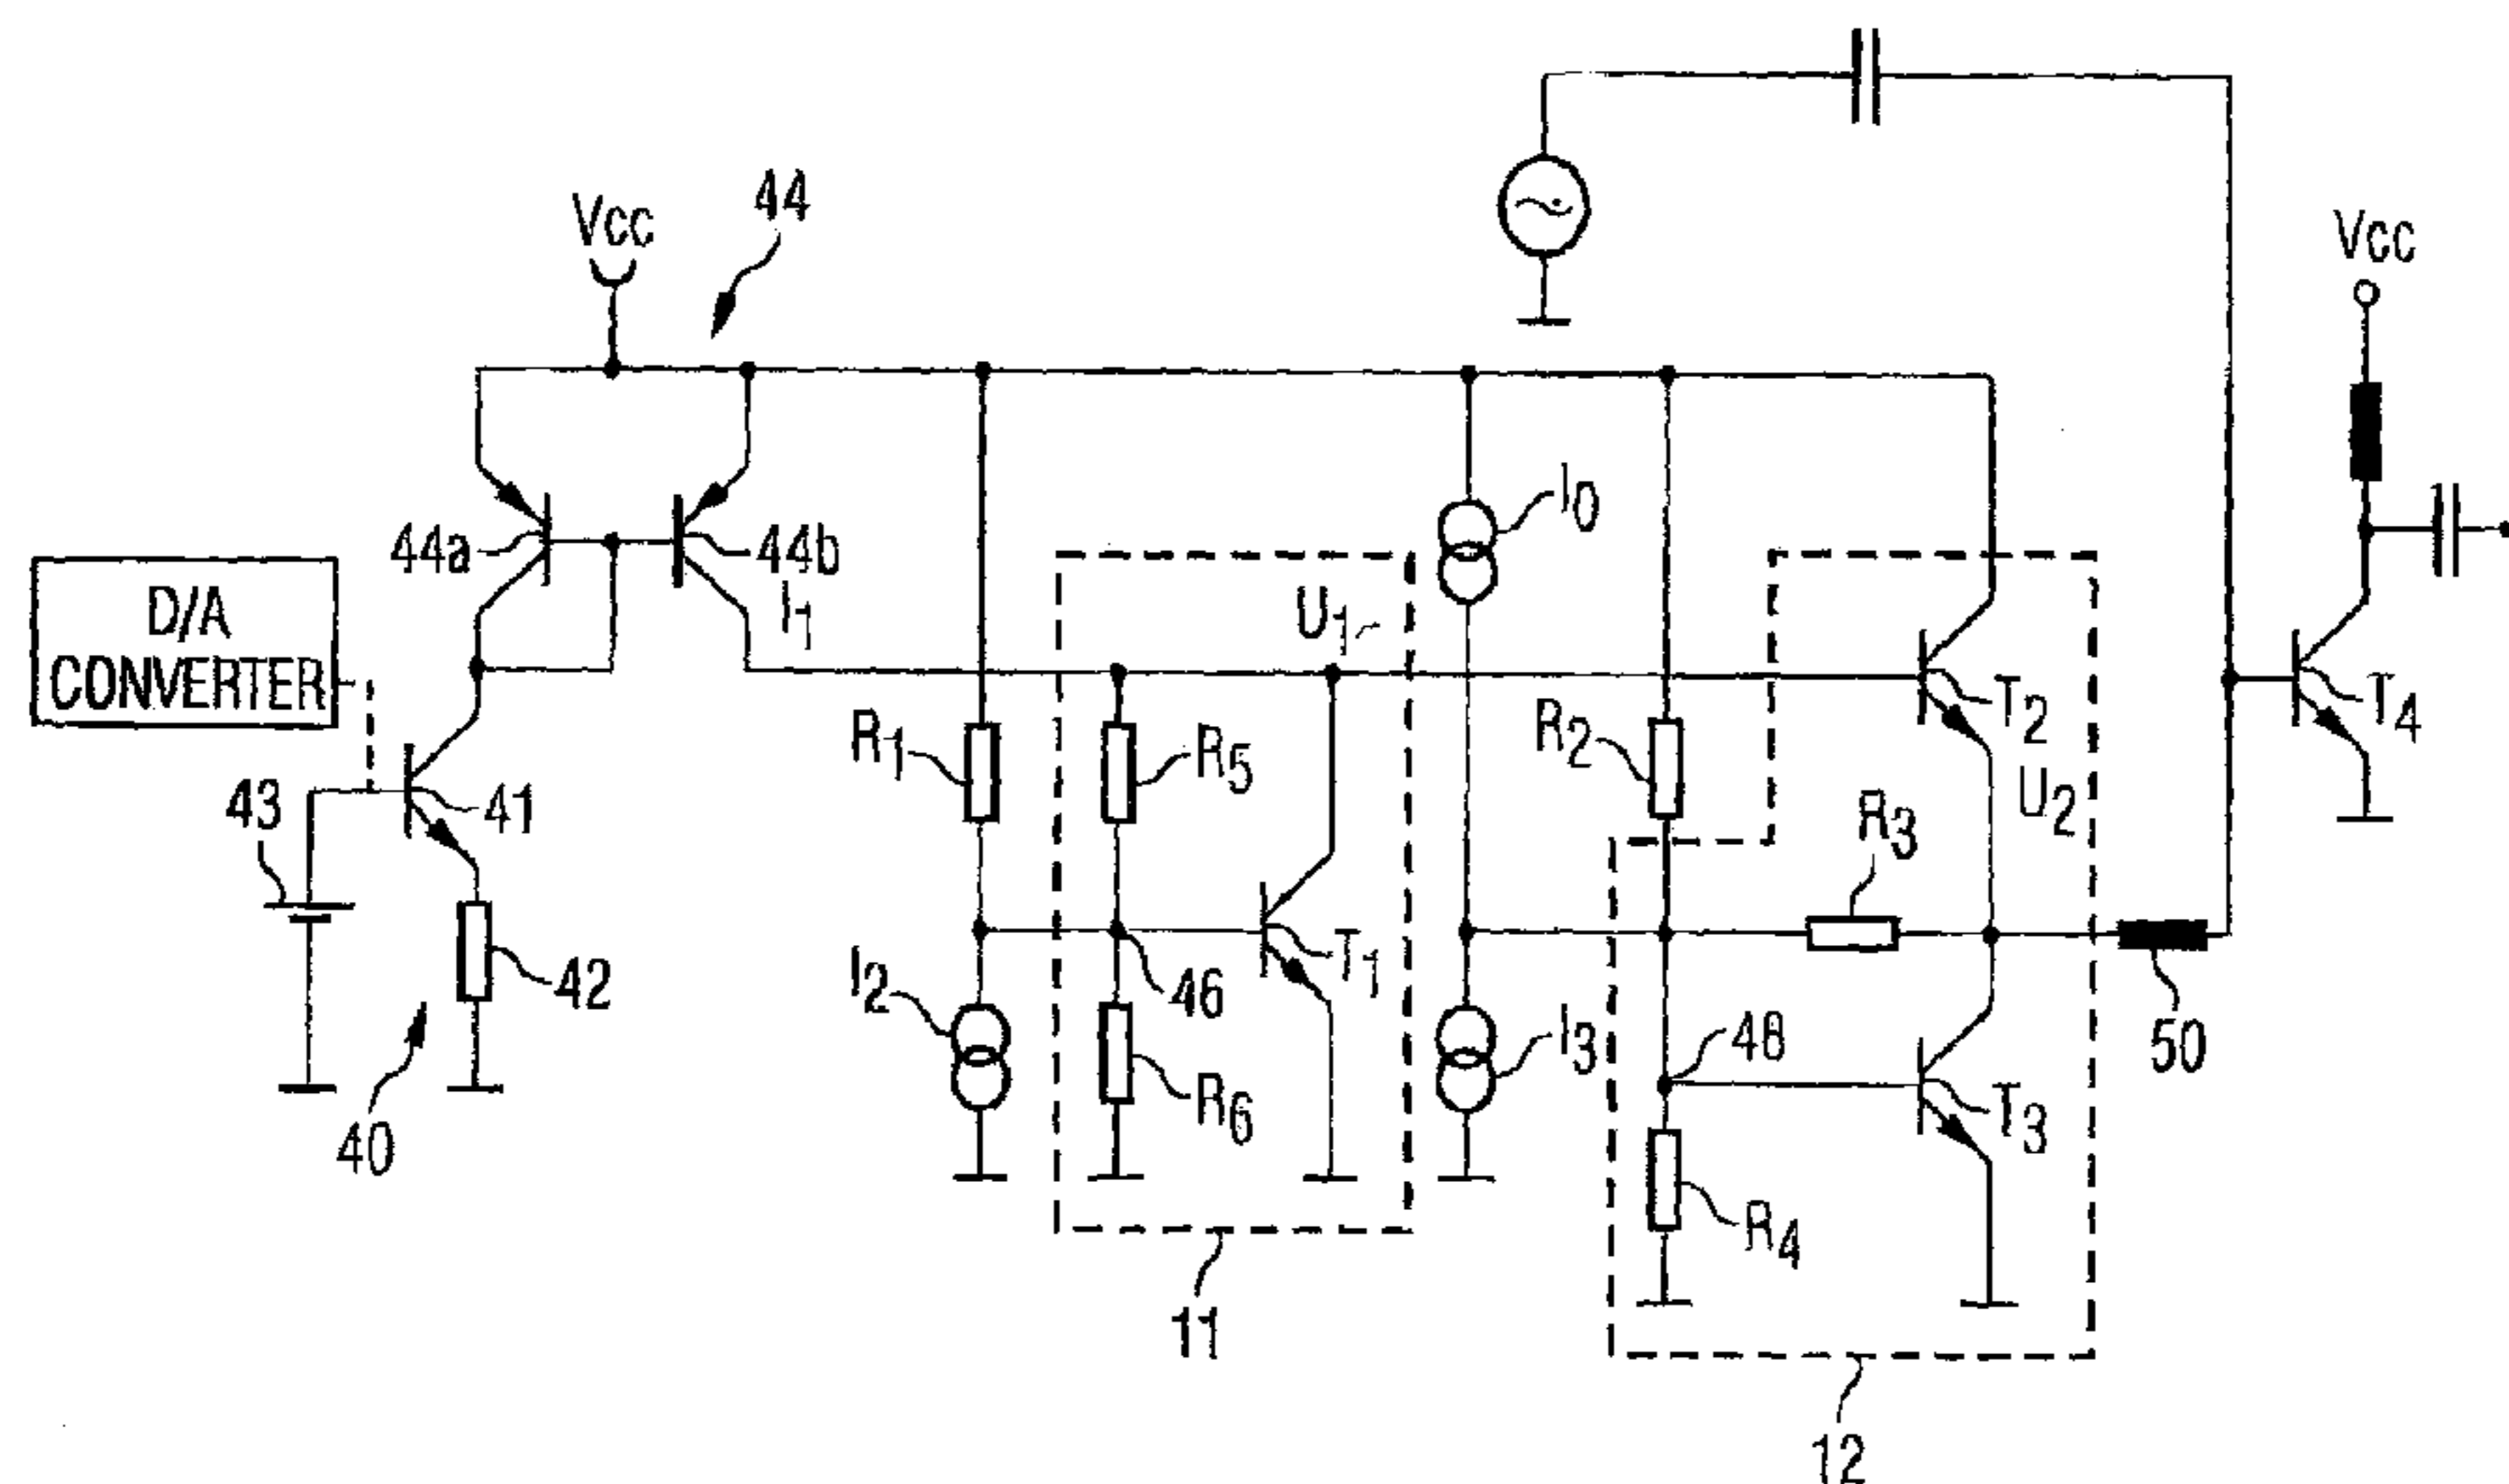 44
Vcc
Vcc
I0
44a
44b
I1
U1
D/A
CONVERTER
R1
R5
R2
T2
T4
43
41
U2
R3
I2
42
46
T1
I3
48
50
R6
T3
40
R4
11
12